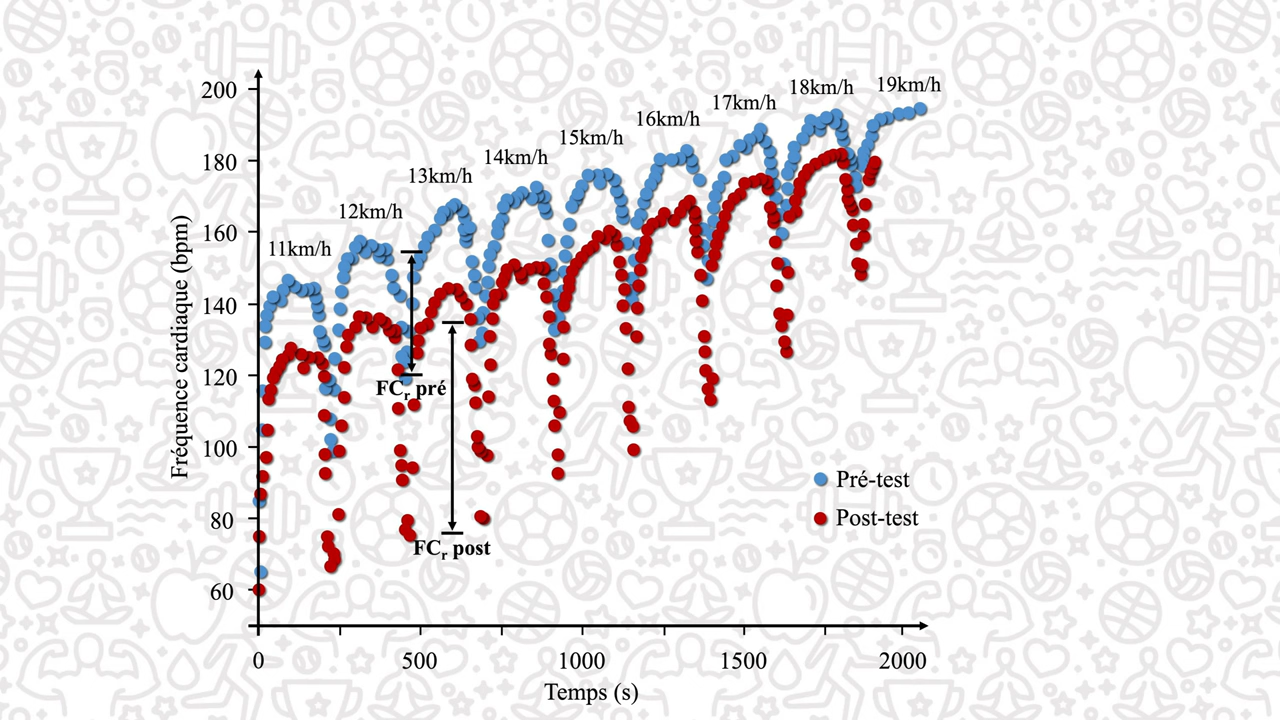 200
180
160
140
120
100
80
60
Fréquence cardiaque (bpm)
11km/h
12km/h
13km/h
14km/h
15km/h
16km/h
17km/h
18km/h
19km/h
FCr pré
FCr post
Pré-test
Post-test
0
500
1000
1500
2000
Temps (s)